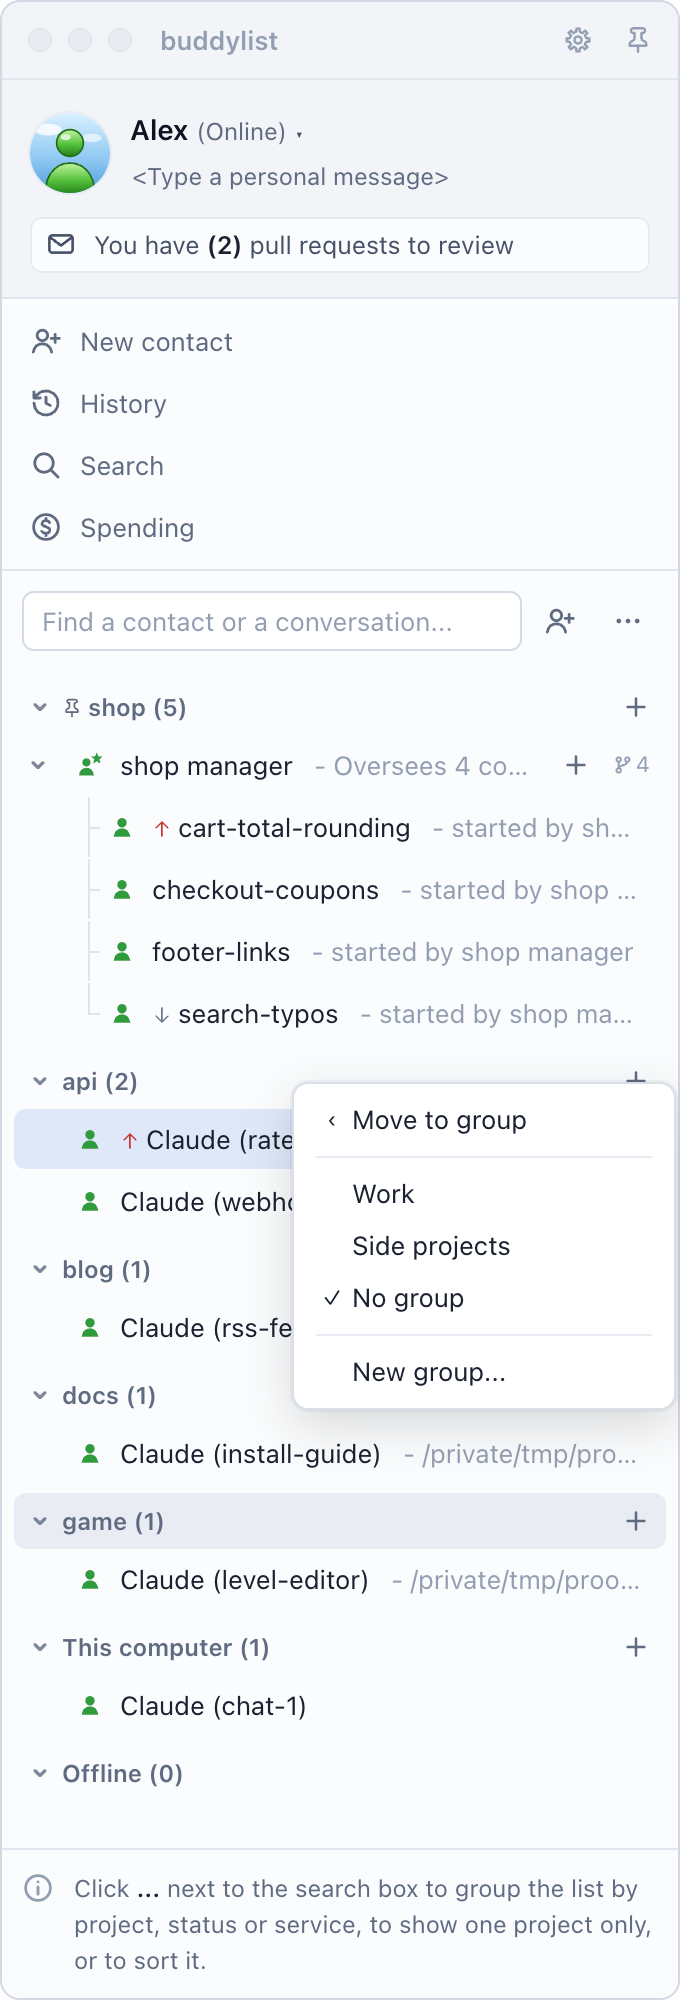 buddylist
Alex (Online)
<Type a personal message>
You have (2) pull requests to review
New contact
History
Search
Spending
Find a contact or a conversation...
shop (5)
shop manager - Oversees 4 co... 4
↑ cart-total-rounding - started by sh...
checkout-coupons - started by shop ...
footer-links - started by shop manager
↓ search-typos - started by shop ma...
api (2)
↑ Claude (rate
Claude (webho
blog (1)
Claude (rss-fe
‹ Move to group
Work
Side projects
✓ No group
New group...
docs (1)
Claude (install-guide) - /private/tmp/pro...
game (1)
Claude (level-editor) - /private/tmp/proo...
This computer (1)
Claude (chat-1)
Offline (0)
Click ... next to the search box to group the list by
project, status or service, to show one project only,
or to sort it.